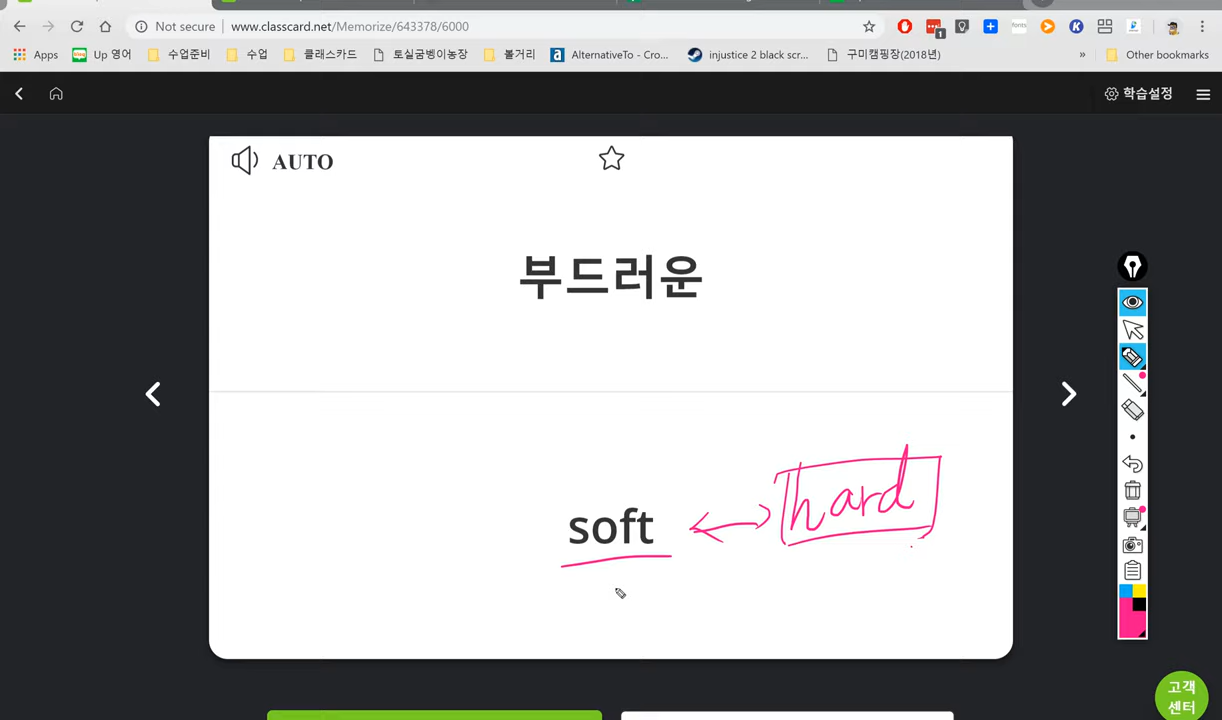 Not secure www.classcard.net/Memorize/643378/6000
1
fonts
K
Apps Up 영어 수업준비 수업 클래스카드 토실굼벵이농장 볼거리 a AlternativeTo - Cro... injustice 2 black scr... 구미캠핑장(2018년) » Other bookmarks
학습설정
AUTO
부드러운
soft
hard
고객
센터